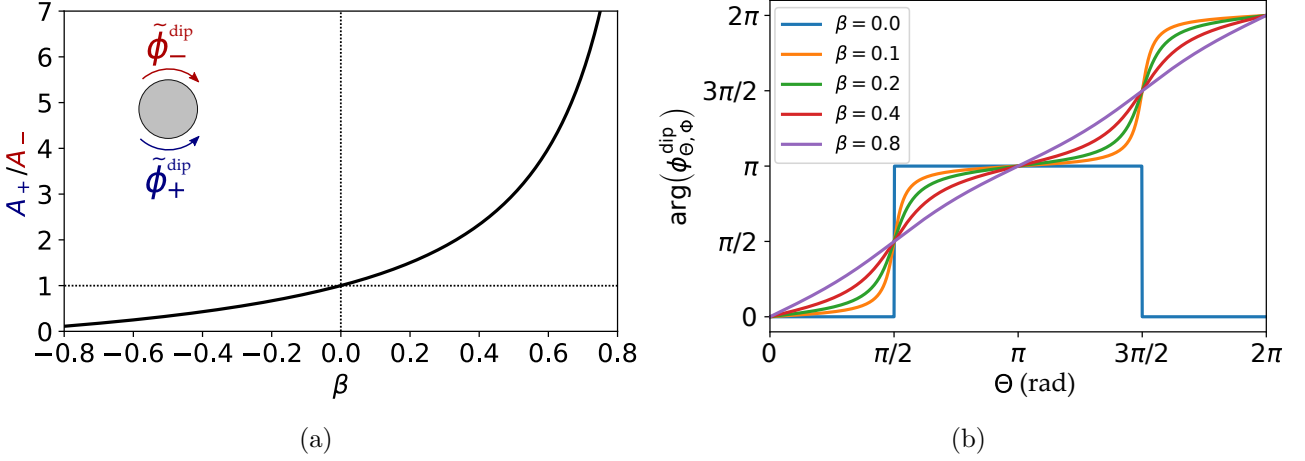 7
6
5
4
3
2
1
0
A₊/A₋
ϕ̃₋ᵈⁱᵖ
ϕ̃₊ᵈⁱᵖ
−0.8 −0.6 −0.4 −0.2 0.0 0.2 0.4 0.6 0.8
β
(a)
2π
3π/2
π
π/2
0
arg(ϕ^dip_Θ,Φ)
β = 0.0
β = 0.1
β = 0.2
β = 0.4
β = 0.8
0 π/2 π 3π/2 2π
Θ (rad)
(b)